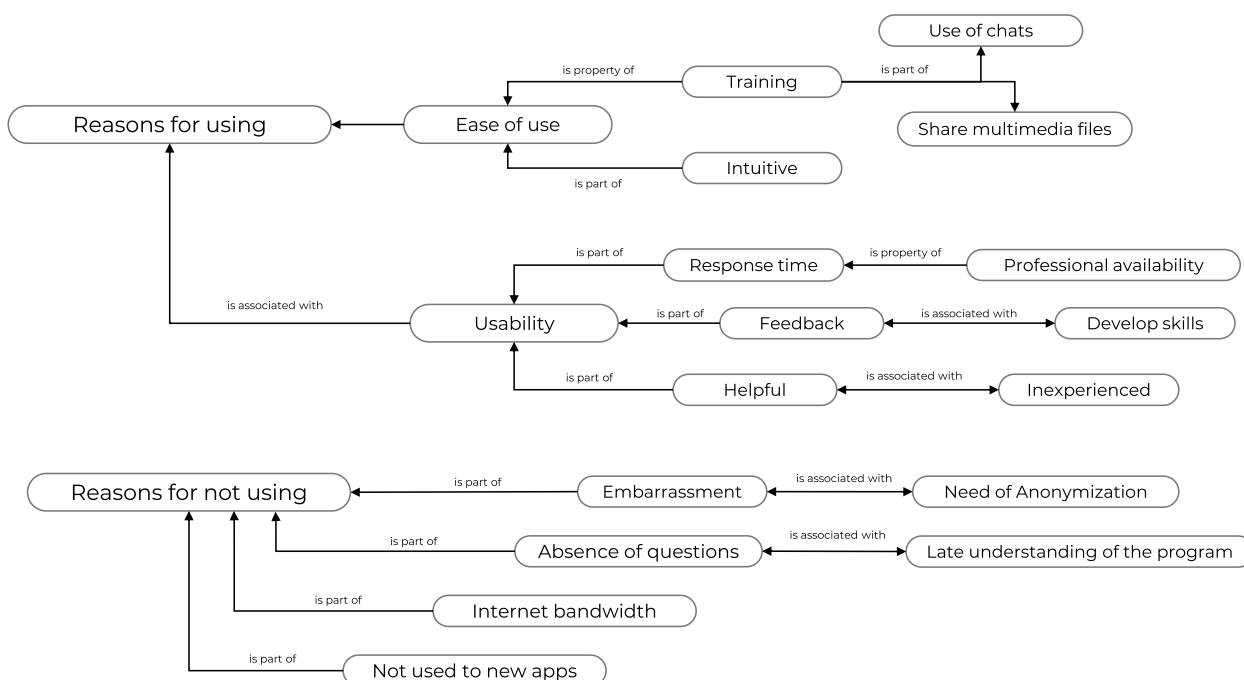 Use of chats
is property of
Training
is part of
Reasons for using
Ease of use
Share multimedia files
Intuitive
is part of
is part of
Response time
is property of
Professional availability
is associated with
Usability
is part of
Feedback
is associated with
Develop skills
is part of
Helpful
is associated with
Inexperienced
Reasons for not using
is part of
Embarrassment
is associated with
Need of Anonymization
is part of
Absence of questions
is associated with
Late understanding of the program
is part of
Internet bandwidth
is part of
Not used to new apps